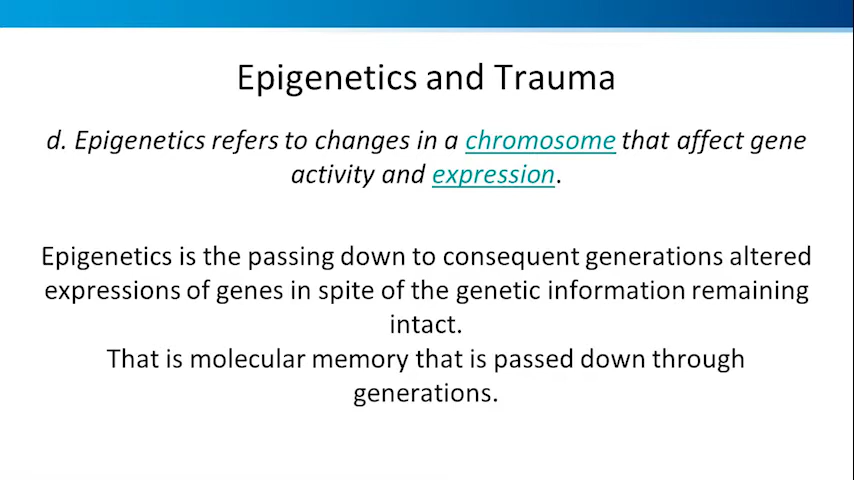 Epigenetics and Trauma
d. Epigenetics refers to changes in a chromosome that affect gene
activity and expression.
Epigenetics is the passing down to consequent generations altered
expressions of genes in spite of the genetic information remaining
intact.
That is molecular memory that is passed down through
generations.